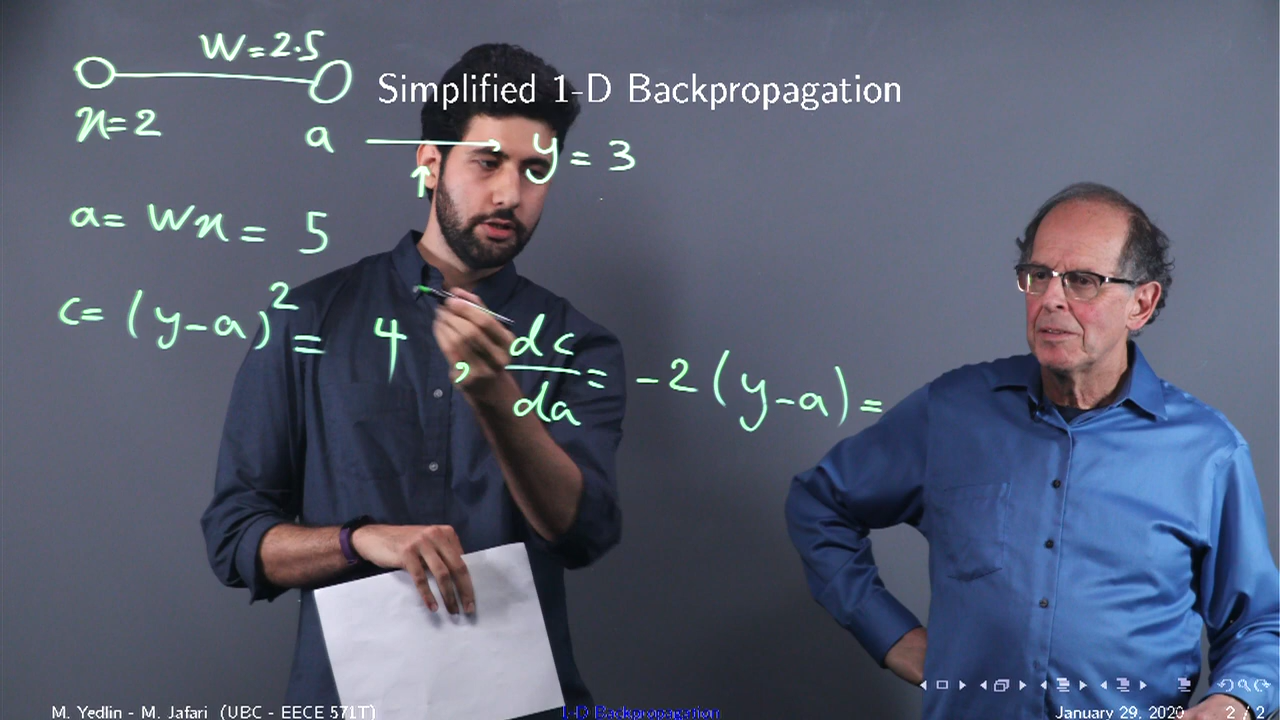 W=2.5
Simplified 1-D Backpropagation
x=2 a → y = 3
↑
a = wx = 5
c = (y-a)² = 4 , dc/da = -2(y-a) =
M. Yedlin - M. Jafari (UBC - EECE 571T) 1-D Backpropagation January 29, 2020 2 / 2